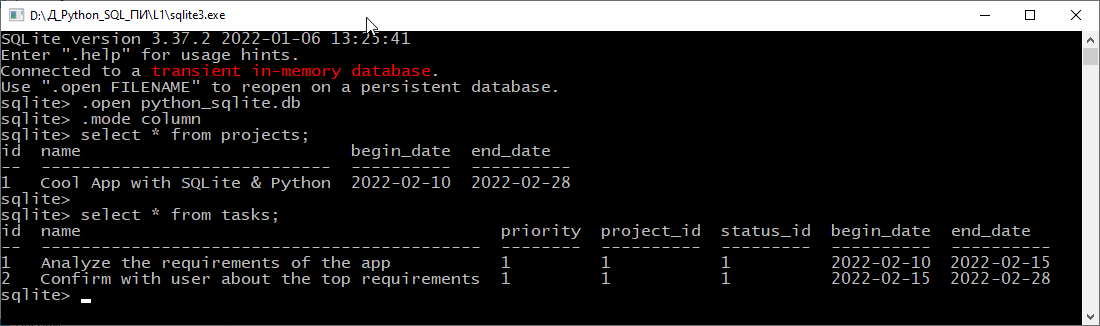 D:\Д_Python_SQL_ПИ\L1\sqlite3.exe
SQLite version 3.37.2 2022-01-06 13:25:41
Enter ".help" for usage hints.
Connected to a transient in-memory database.
Use ".open FILENAME" to reopen on a persistent database.
sqlite> .open python_sqlite.db
sqlite> .mode column
sqlite> select * from projects;
id  name                           begin_date  end_date
--  -----------------------------  ----------  ----------
1   Cool App with SQLite & Python  2022-02-10  2022-02-28
sqlite>
sqlite> select * from tasks;
id  name                                          priority  project_id  status_id  begin_date  end_date
--  --------------------------------------------  --------  ----------  ---------  ----------  ----------
1   Analyze the requirements of the app           1         1           1          2022-02-10  2022-02-15
2   Confirm with user about the top requirements  1         1           1          2022-02-15  2022-02-28
sqlite>